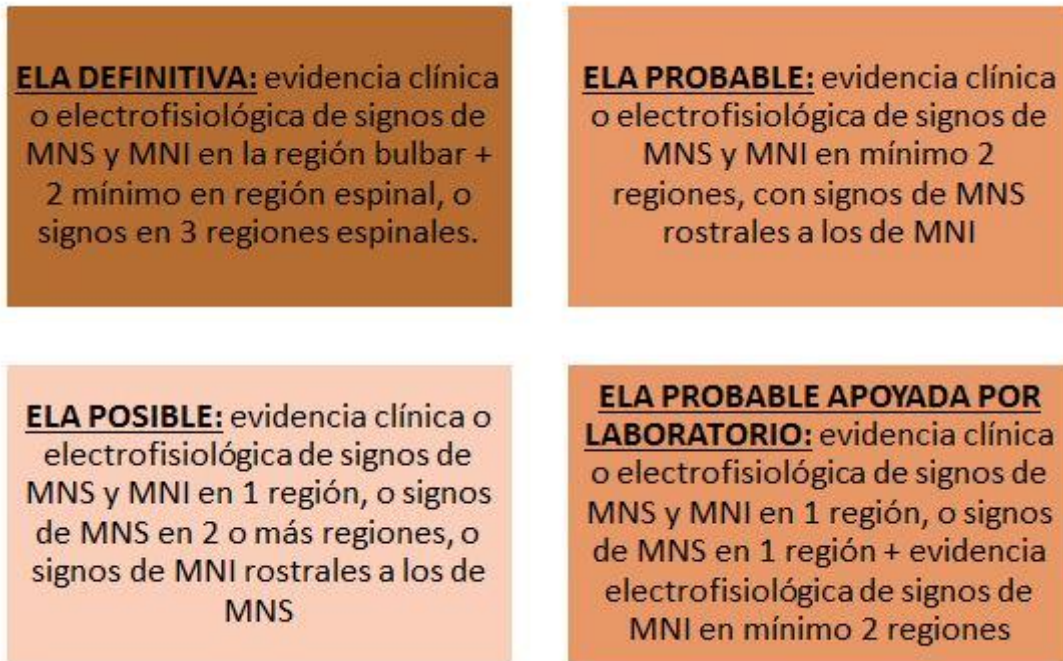 ELA DEFINITIVA: evidencia clínica
o electrofisiológica de signos de
MNS y MNI en la región bulbar +
2 mínimo en región espinal, o
signos en 3 regiones espinales.
ELA PROBABLE: evidencia clínica
o electrofisiológica de signos de
MNS y MNI en mínimo 2
regiones, con signos de MNS
rostrales a los de MNI
ELA POSIBLE: evidencia clínica o
electrofisiológica de signos de
MNS y MNI en 1 región, o signos
de MNS en 2 o más regiones, o
signos de MNI rostrales a los de
MNS
ELA PROBABLE APOYADA POR
LABORATORIO: evidencia clínica
o electrofisiológica de signos de
MNS y MNI en 1 región, o signos
de MNS en 1 región + evidencia
electrofisiológica de signos de
MNI en mínimo 2 regiones